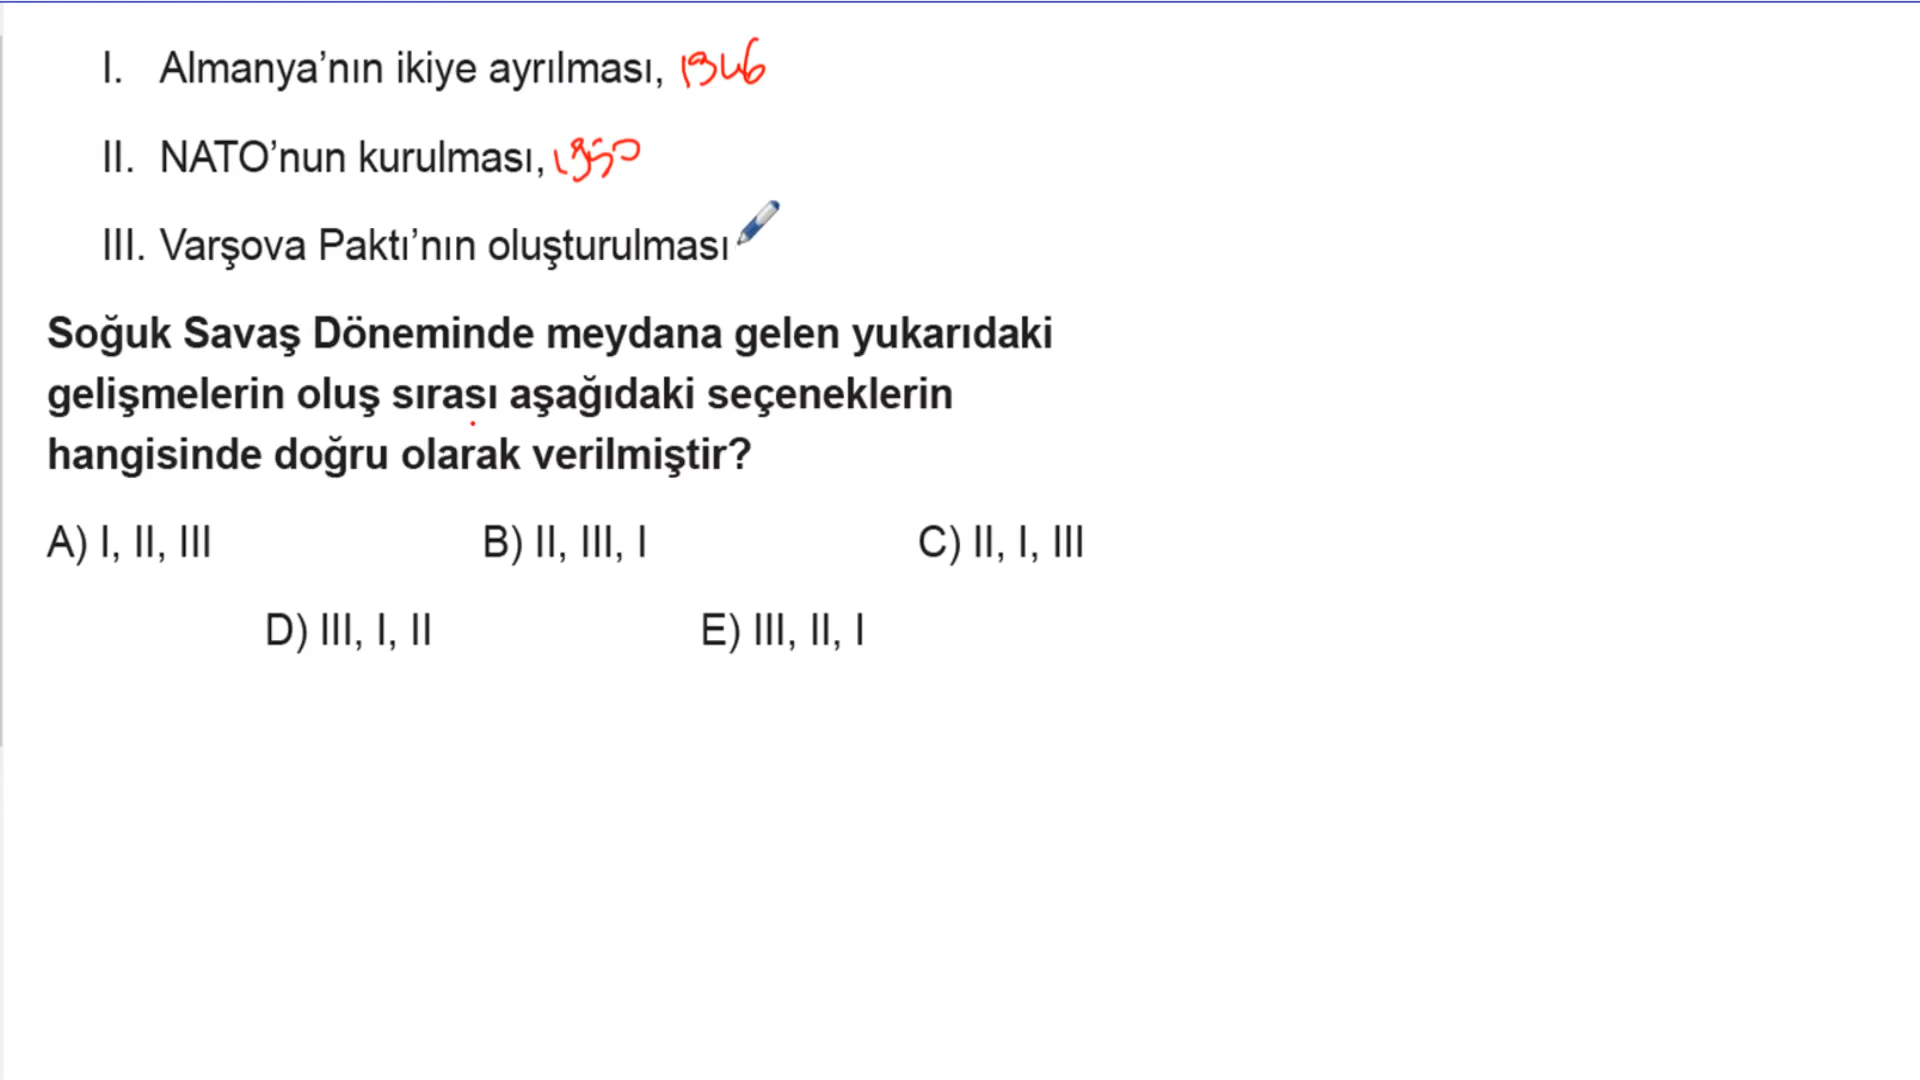 I. Almanya’nın ikiye ayrılması, 1946
II. NATO’nun kurulması, 1950
III. Varşova Paktı’nın oluşturulması
Soğuk Savaş Döneminde meydana gelen yukarıdaki
gelişmelerin oluş sırası aşağıdaki seçeneklerin
hangisinde doğru olarak verilmiştir?
A) I, II, III B) II, III, I C) II, I, III
D) III, I, II E) III, II, I